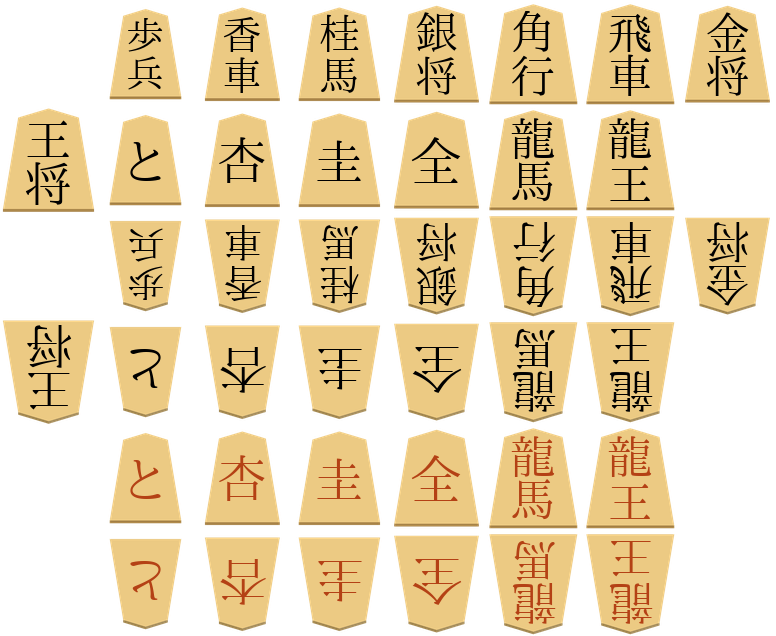 歩兵 香車 桂馬 銀将 角行 飛車 金将
王将 と 杏 圭 全 龍馬 龍王
歩兵 香車 桂馬 銀将 角行 飛車 金将
王将 と 杏 圭 全 龍馬 龍王
と 杏 圭 全 龍馬 龍王
と 杏 圭 全 龍馬 龍王